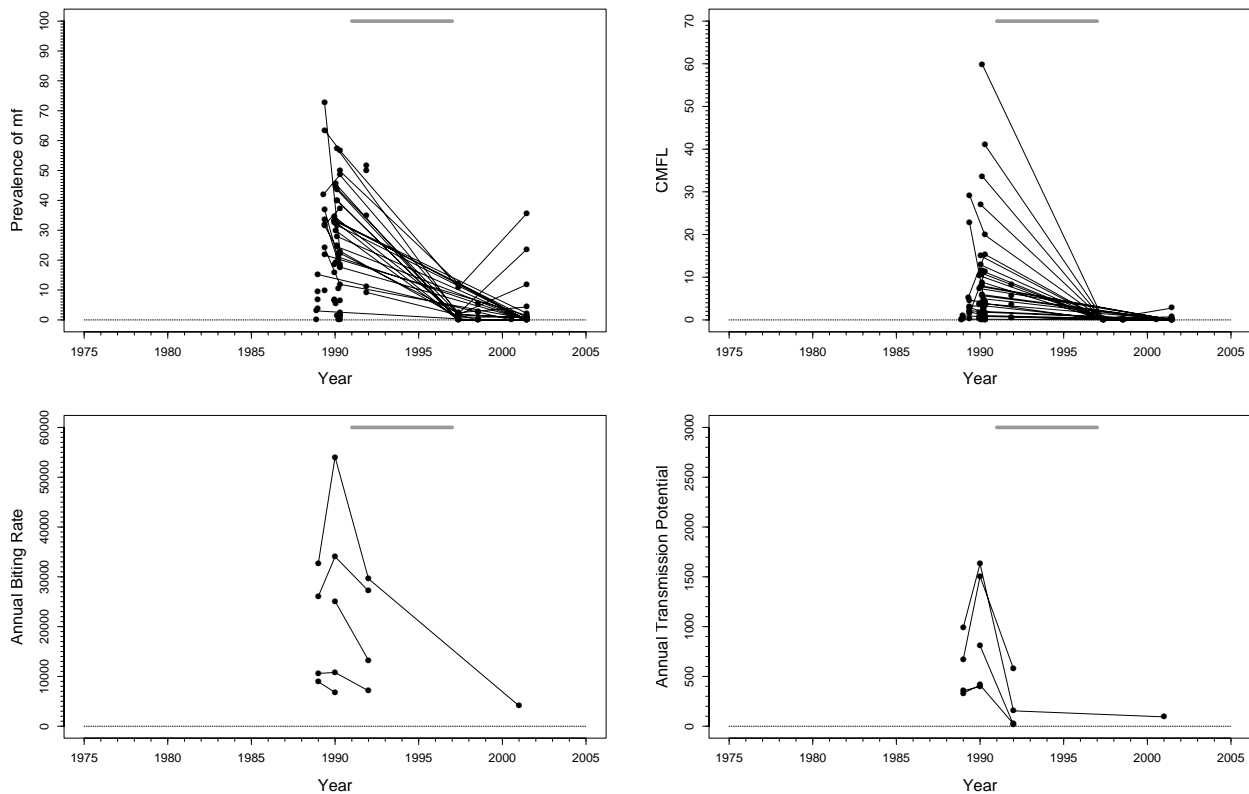 Prevalence of mf
0 10 20 30 40 50 60 70 80 90 100
1975 1980 1985 1990 1995 2000 2005
Year
CMFL
0 10 20 30 40 50 60 70
1975 1980 1985 1990 1995 2000 2005
Year
Annual Biting Rate
0 10000 20000 30000 40000 50000 60000
1975 1980 1985 1990 1995 2000 2005
Year
Annual Transmission Potential
0 500 1000 1500 2000 2500 3000
1975 1980 1985 1990 1995 2000 2005
Year